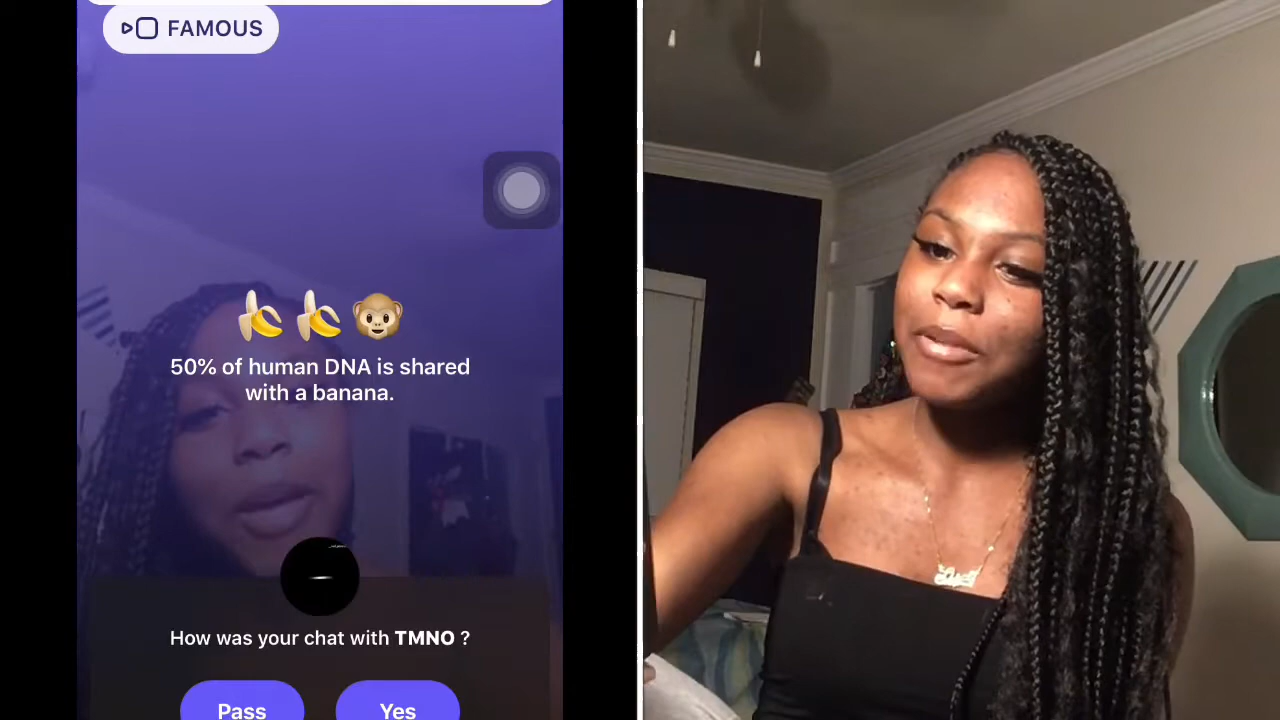 FAMOUS
50% of human DNA is shared
with a banana.
How was your chat with TMNO ?
Pass
Yes